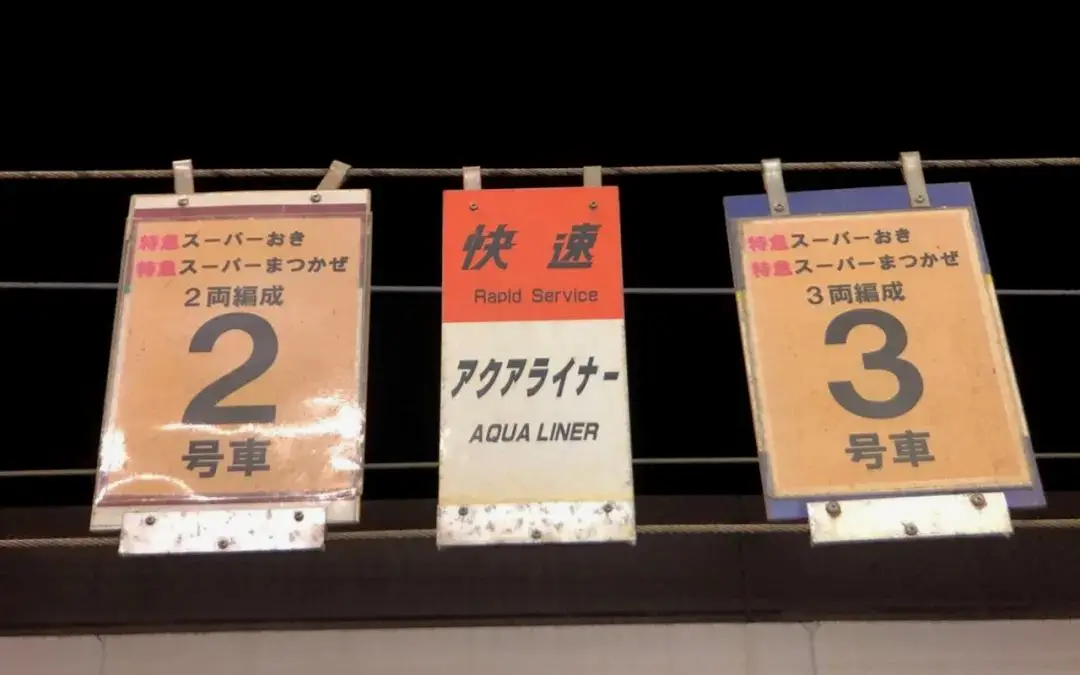 特急スーパーおき
特急スーパーまつかぜ
2両編成
2
号車
快速
Rapid Service
アクアライナー
AQUA LINER
特急スーパーおき
特急スーパーまつかぜ
3両編成
3
号車